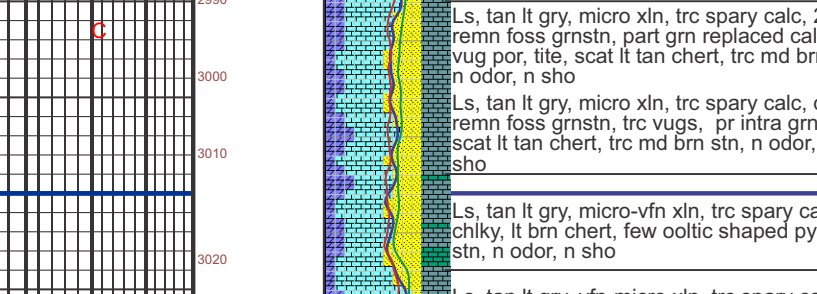 2990
C
3000
3010
3020
Ls, tan lt gry, micro xln, trc spary calc,
remn foss grnstn, part grn replaced cal
vug por, tite, scat lt tan chert, trc md brn
n odor, n sho
Ls, tan lt gry, micro xln, trc spary calc,
remn foss grnstn, trc vugs, pr intra grn
scat lt tan chert, trc md brn stn, n odor,
sho
Ls, tan lt gry, micro-vfn xln, trc spary ca
chlky, lt brn chert, few ooltic shaped py
stn, n odor, n sho